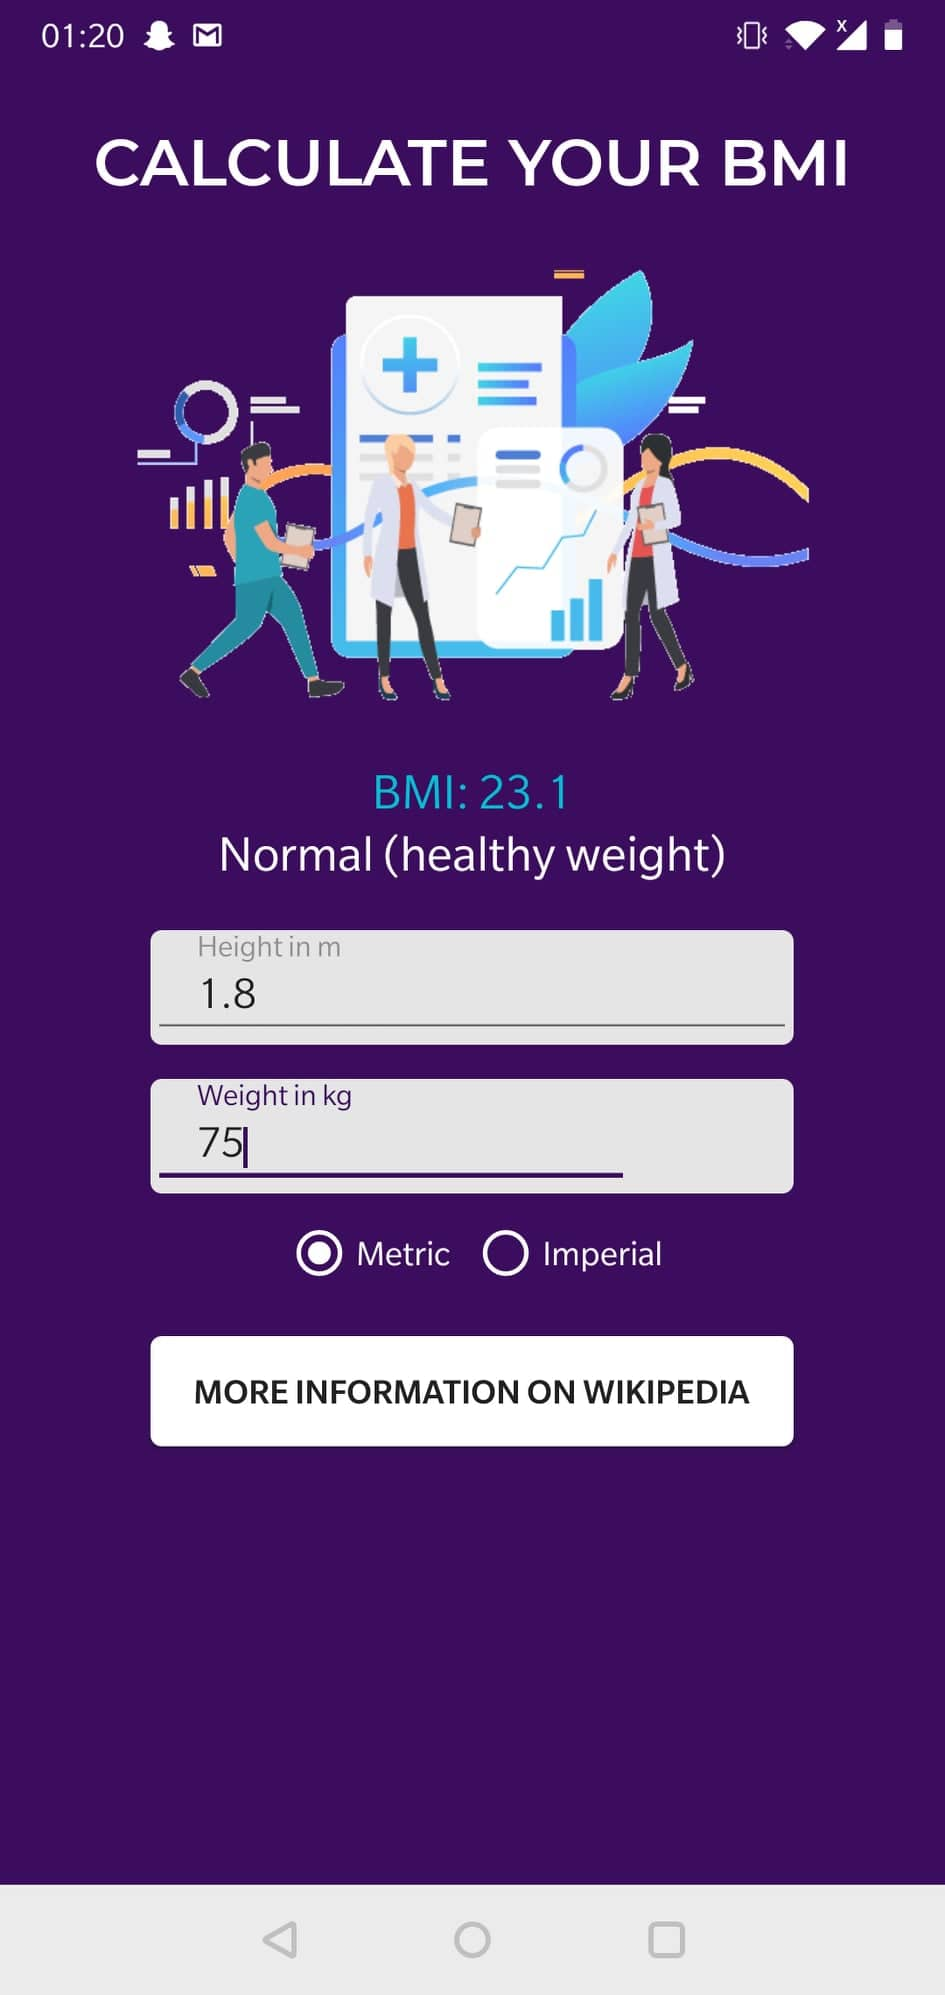 01:20
CALCULATE YOUR BMI
BMI: 23.1
Normal (healthy weight)
Height in m
1.8
Weight in kg
75
Metric Imperial
MORE INFORMATION ON WIKIPEDIA